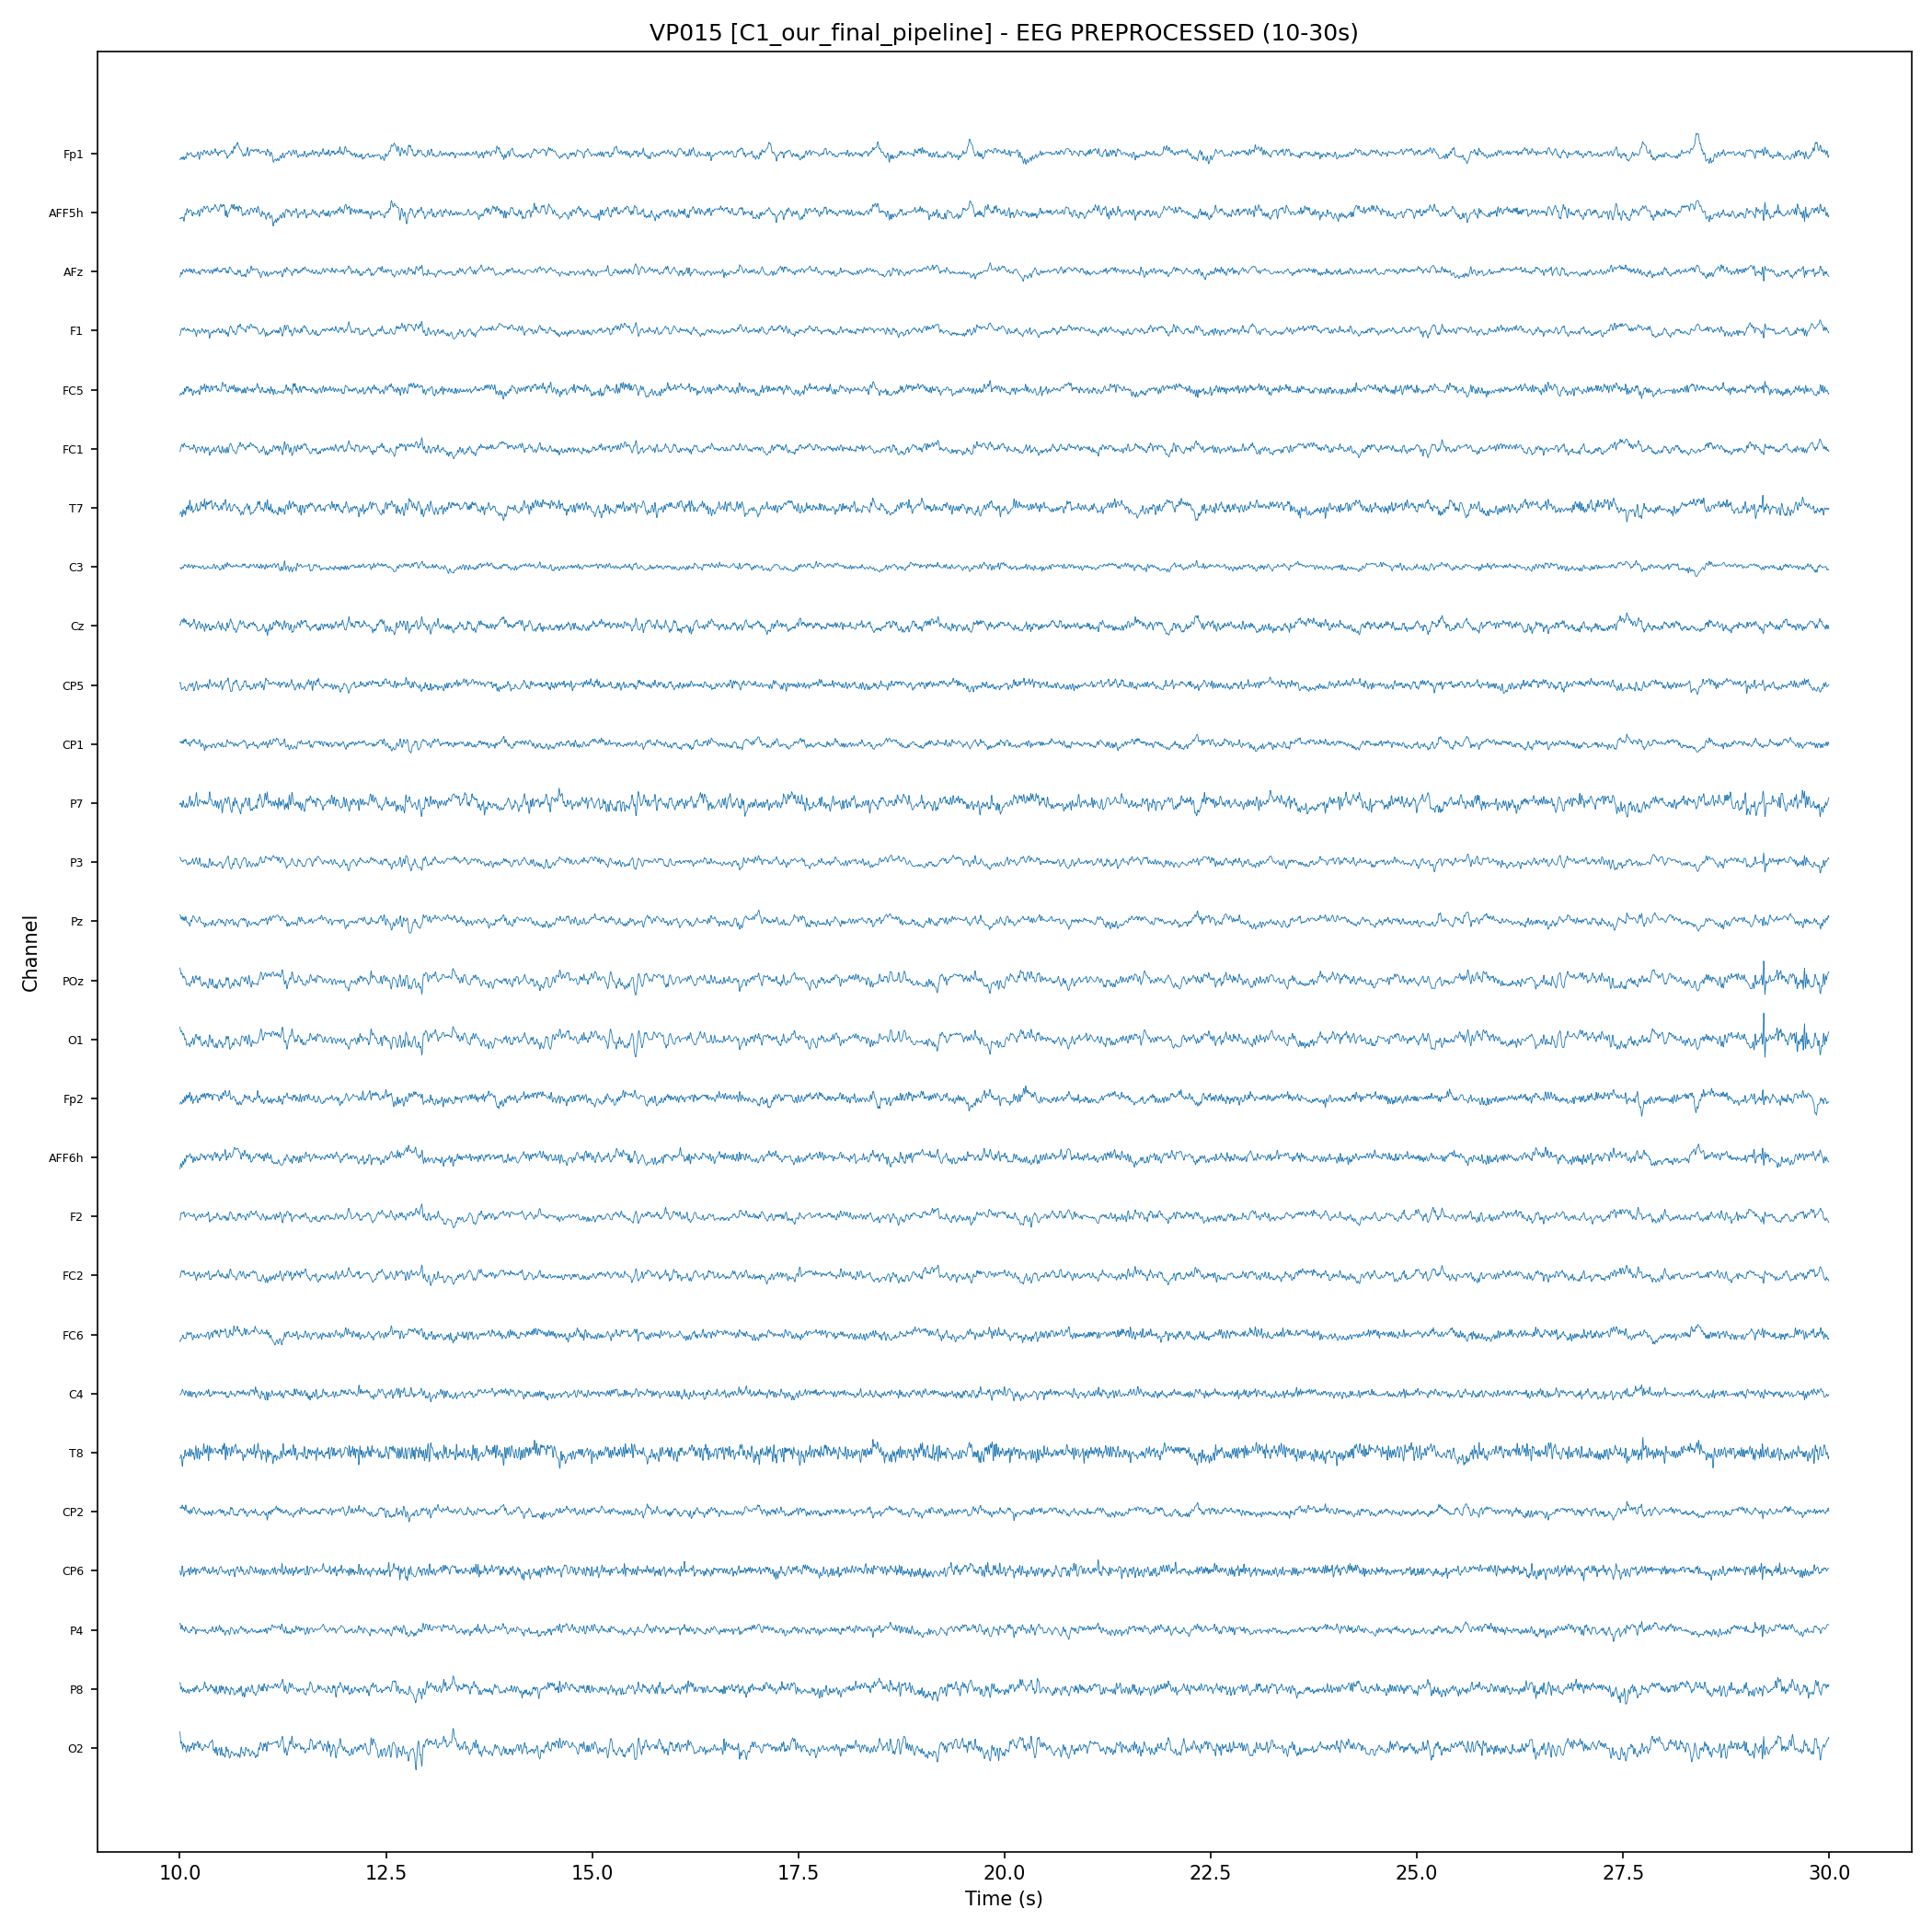 VP015 [C1_our_final_pipeline] - EEG PREPROCESSED (10-30s)
Fp1
AFF5h
AFz
F1
FC5
FC1
T7
C3
Cz
CP5
CP1
P7
P3
Pz
POz
O1
Fp2
AFF6h
F2
FC2
FC6
C4
T8
CP2
CP6
P4
P8
O2
Channel
10.0 12.5 15.0 17.5 20.0 22.5 25.0 27.5 30.0
Time (s)